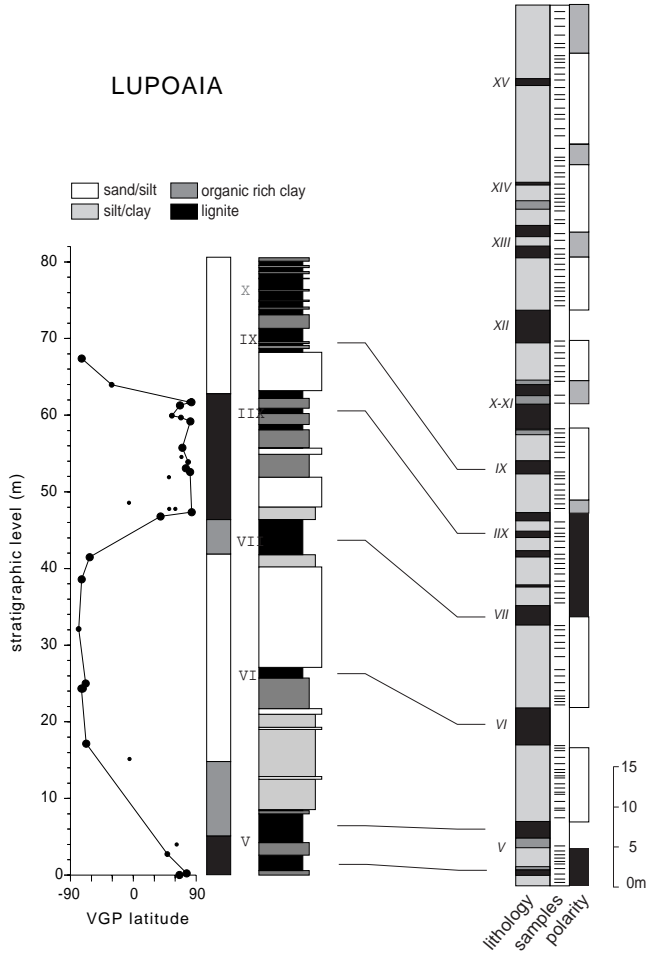 LUPOAIA
sand/silt
organic rich clay
silt/clay
lignite
stratigraphic level (m)
80
70
60
50
40
30
20
10
0
-90
0
90
VGP latitude
X
IX
IIX
VII
VI
V
XV
XIV
XIII
XII
X-XI
IX
IIX
VII
VI
V
15
10
5
0m
lithology
samples
polarity